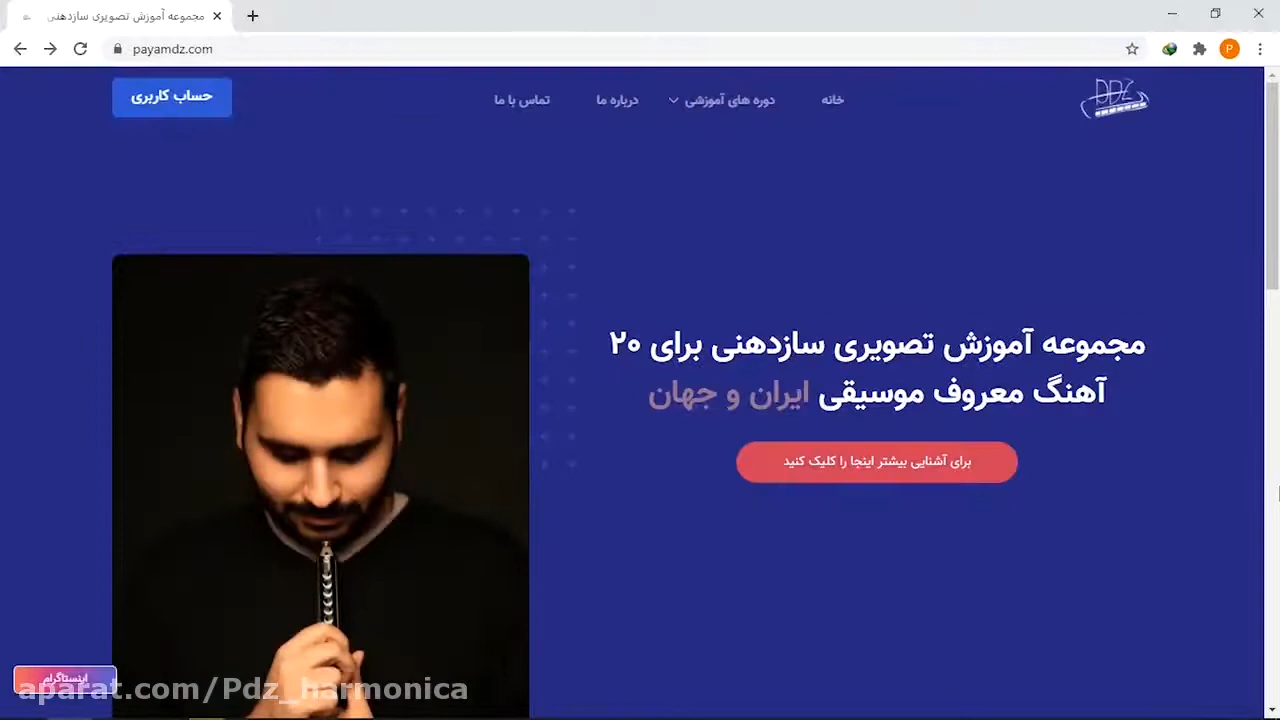 مجموعه آموزش تصویری سازدهنی
payamdz.com
P
PDZ
خانه
دوره های آموزشی
درباره ما
تماس با ما
حساب کاربری
مجموعه آموزش تصویری سازدهنی برای ۲۰
آهنگ معروف موسیقی ایران و جهان
برای آشنایی بیشتر اینجا را کلیک کنید
اینستاگرام
aparat.com/Pdz_harmonica